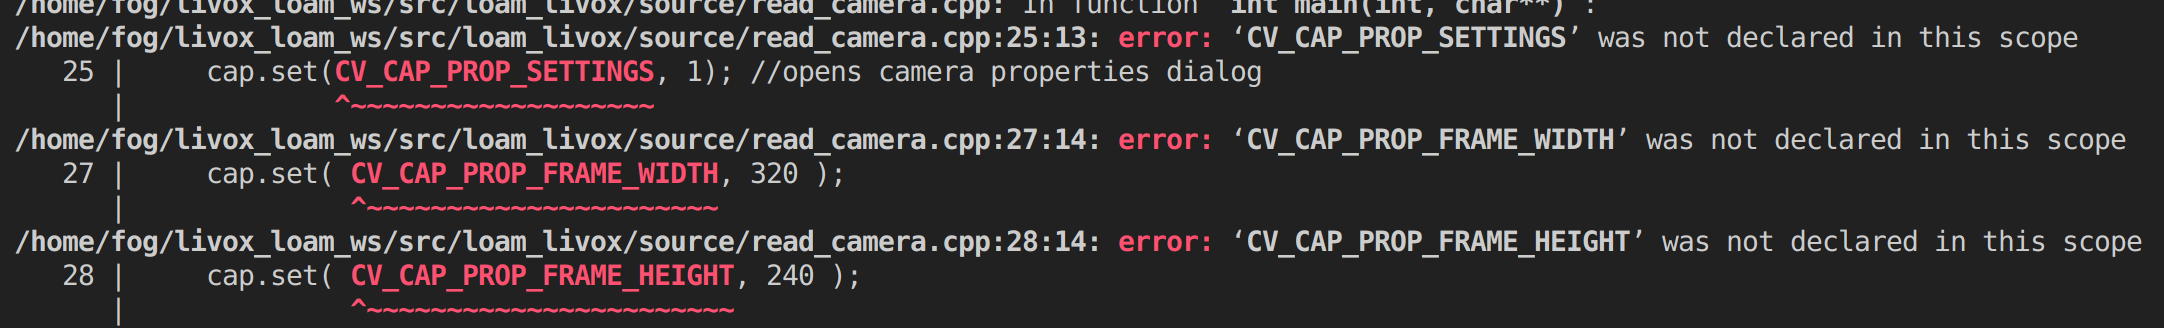 /home/fog/livox_loam_ws/src/loam_livox/source/read_camera.cpp: In function ‘int main(int, char**)’:
/home/fog/livox_loam_ws/src/loam_livox/source/read_camera.cpp:25:13: error: ‘CV_CAP_PROP_SETTINGS’ was not declared in this scope
25 | cap.set(CV_CAP_PROP_SETTINGS, 1); //opens camera properties dialog
| ^~~~~~~~~~~~~~~~~~~~
/home/fog/livox_loam_ws/src/loam_livox/source/read_camera.cpp:27:14: error: ‘CV_CAP_PROP_FRAME_WIDTH’ was not declared in this scope
27 | cap.set( CV_CAP_PROP_FRAME_WIDTH, 320 );
| ^~~~~~~~~~~~~~~~~~~~~~~
/home/fog/livox_loam_ws/src/loam_livox/source/read_camera.cpp:28:14: error: ‘CV_CAP_PROP_FRAME_HEIGHT’ was not declared in this scope
28 | cap.set( CV_CAP_PROP_FRAME_HEIGHT, 240 );
| ^~~~~~~~~~~~~~~~~~~~~~~~